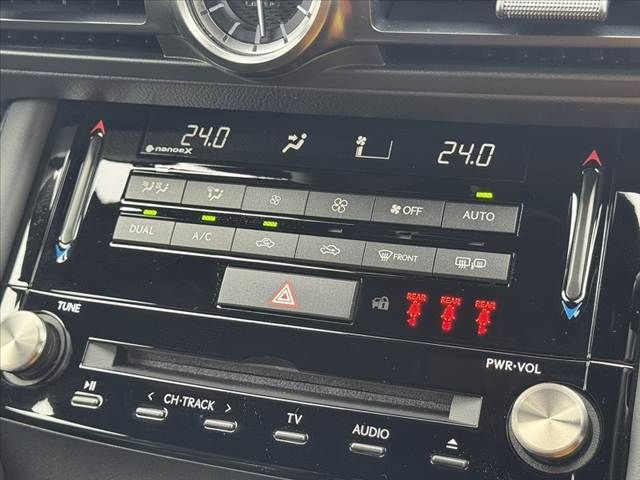 24.0
nanoeX
24.0
OFF
AUTO
DUAL
A/C
FRONT
REAR
REAR
REAR
TUNE
PWR·VOL
< CH·TRACK >
TV
AUDIO